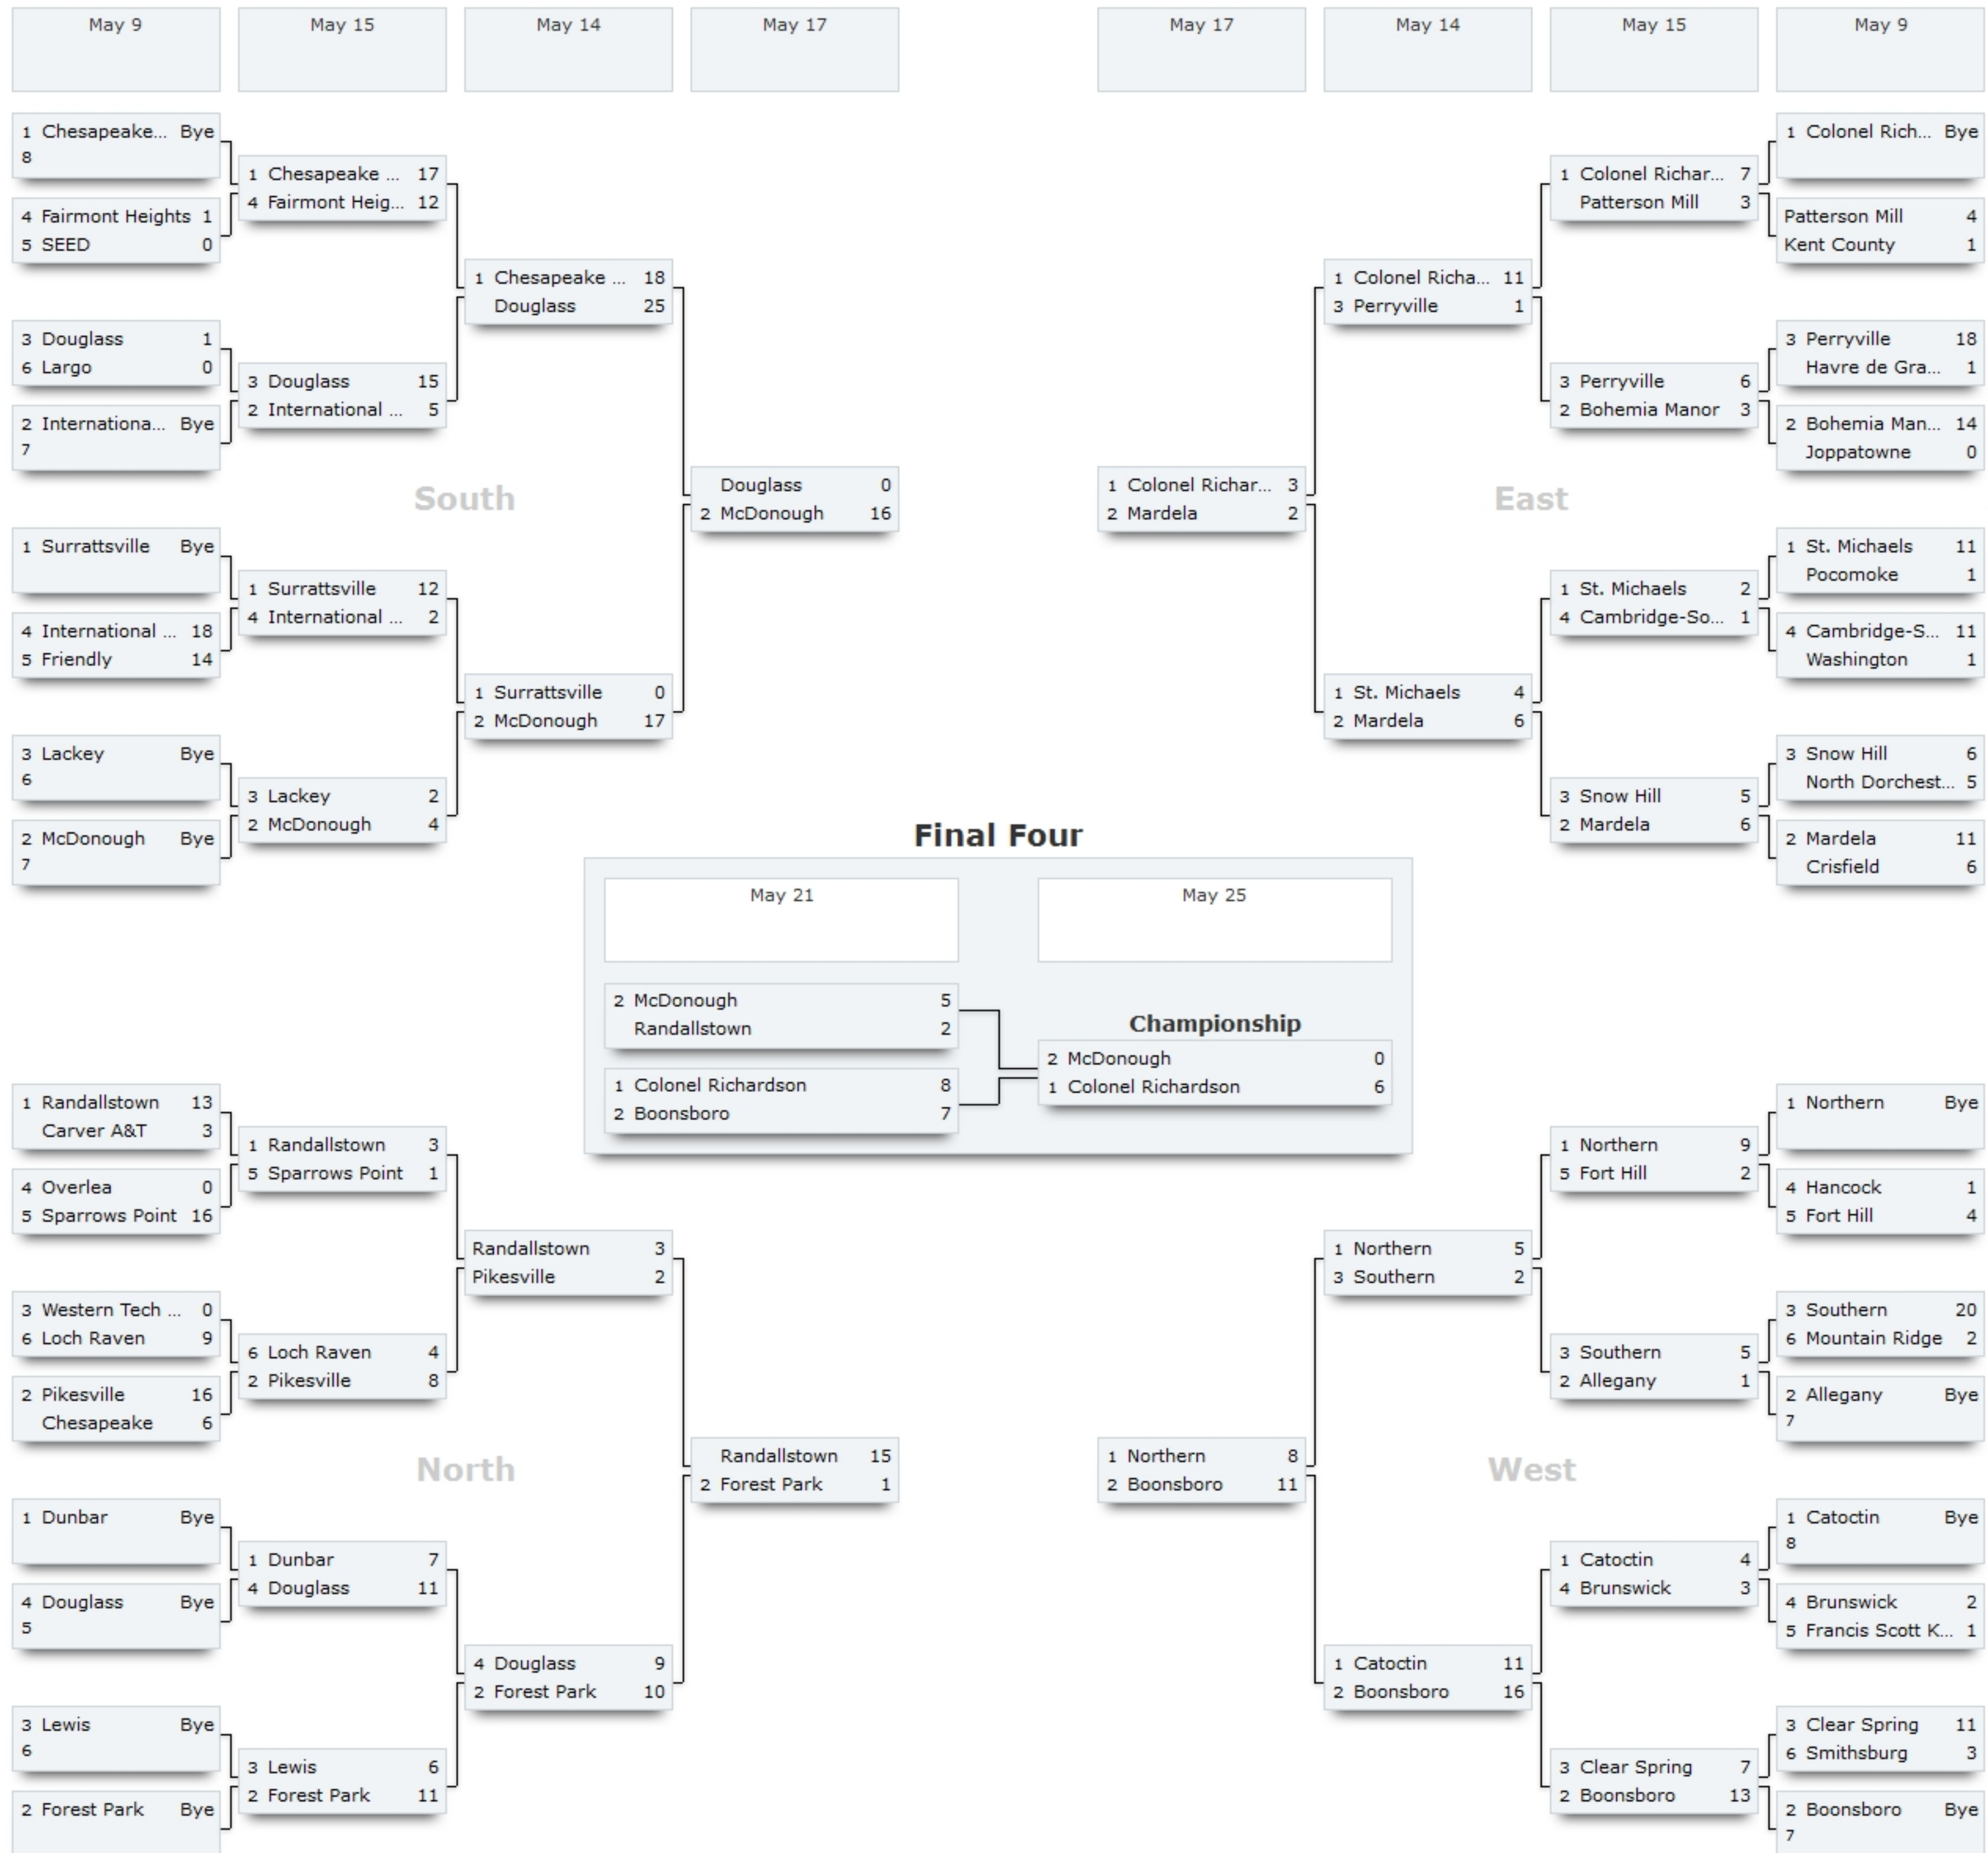 May 9
May 15
May 14
May 17
May 17
May 14
May 15
May 9
1 Chesapeake... Bye
8
4 Fairmont Heights 1
5 SEED 0
3 Douglass 1
6 Largo 0
2 Internationa... Bye
7
1 Surrattsville Bye
4 International ... 18
5 Friendly 14
3 Lackey Bye
6
2 McDonough Bye
7
1 Chesapeake ... 17
4 Fairmont Heig... 12
3 Douglass 15
2 International ... 5
1 Surrattsville 12
4 International ... 2
3 Lackey 2
2 McDonough 4
1 Chesapeake ... 18
Douglass 25
South
1 Surrattsville 0
2 McDonough 17
Douglass 0
2 McDonough 16
1 Colonel Richar... 3
2 Mardela 2
1 Colonel Richa... 11
3 Perryville 1
East
1 St. Michaels 4
2 Mardela 6
1 Colonel Richar... 7
Patterson Mill 3
3 Perryville 6
2 Bohemia Manor 3
1 St. Michaels 2
4 Cambridge-So... 1
3 Snow Hill 5
2 Mardela 6
1 Colonel Rich... Bye
Patterson Mill 4
Kent County 1
3 Perryville 18
Havre de Gra... 1
2 Bohemia Man... 14
Joppatowne 0
1 St. Michaels 11
Pocomoke 1
4 Cambridge-S... 11
Washington 1
3 Snow Hill 6
North Dorchest... 5
2 Mardela 11
Crisfield 6
Final Four
May 21
May 25
2 McDonough 5
Randallstown 2
1 Colonel Richardson 8
2 Boonsboro 7
Championship
2 McDonough 0
1 Colonel Richardson 6
1 Randallstown 13
Carver A&T 3
4 Overlea 0
5 Sparrows Point 16
3 Western Tech ... 0
6 Loch Raven 9
2 Pikesville 16
Chesapeake 6
1 Dunbar Bye
4 Douglass Bye
5
3 Lewis Bye
6
2 Forest Park Bye
1 Randallstown 3
5 Sparrows Point 1
6 Loch Raven 4
2 Pikesville 8
1 Dunbar 7
4 Douglass 11
3 Lewis 6
2 Forest Park 11
Randallstown 3
Pikesville 2
North
4 Douglass 9
2 Forest Park 10
Randallstown 15
2 Forest Park 1
1 Northern 8
2 Boonsboro 11
1 Northern 5
3 Southern 2
West
1 Catoctin 11
2 Boonsboro 16
1 Northern 9
5 Fort Hill 2
3 Southern 5
2 Allegany 1
1 Catoctin 4
4 Brunswick 3
3 Clear Spring 7
2 Boonsboro 13
1 Northern Bye
4 Hancock 1
5 Fort Hill 4
3 Southern 20
6 Mountain Ridge 2
2 Allegany Bye
7
1 Catoctin Bye
8
4 Brunswick 2
5 Francis Scott K... 1
3 Clear Spring 11
6 Smithsburg 3
2 Boonsboro Bye
7